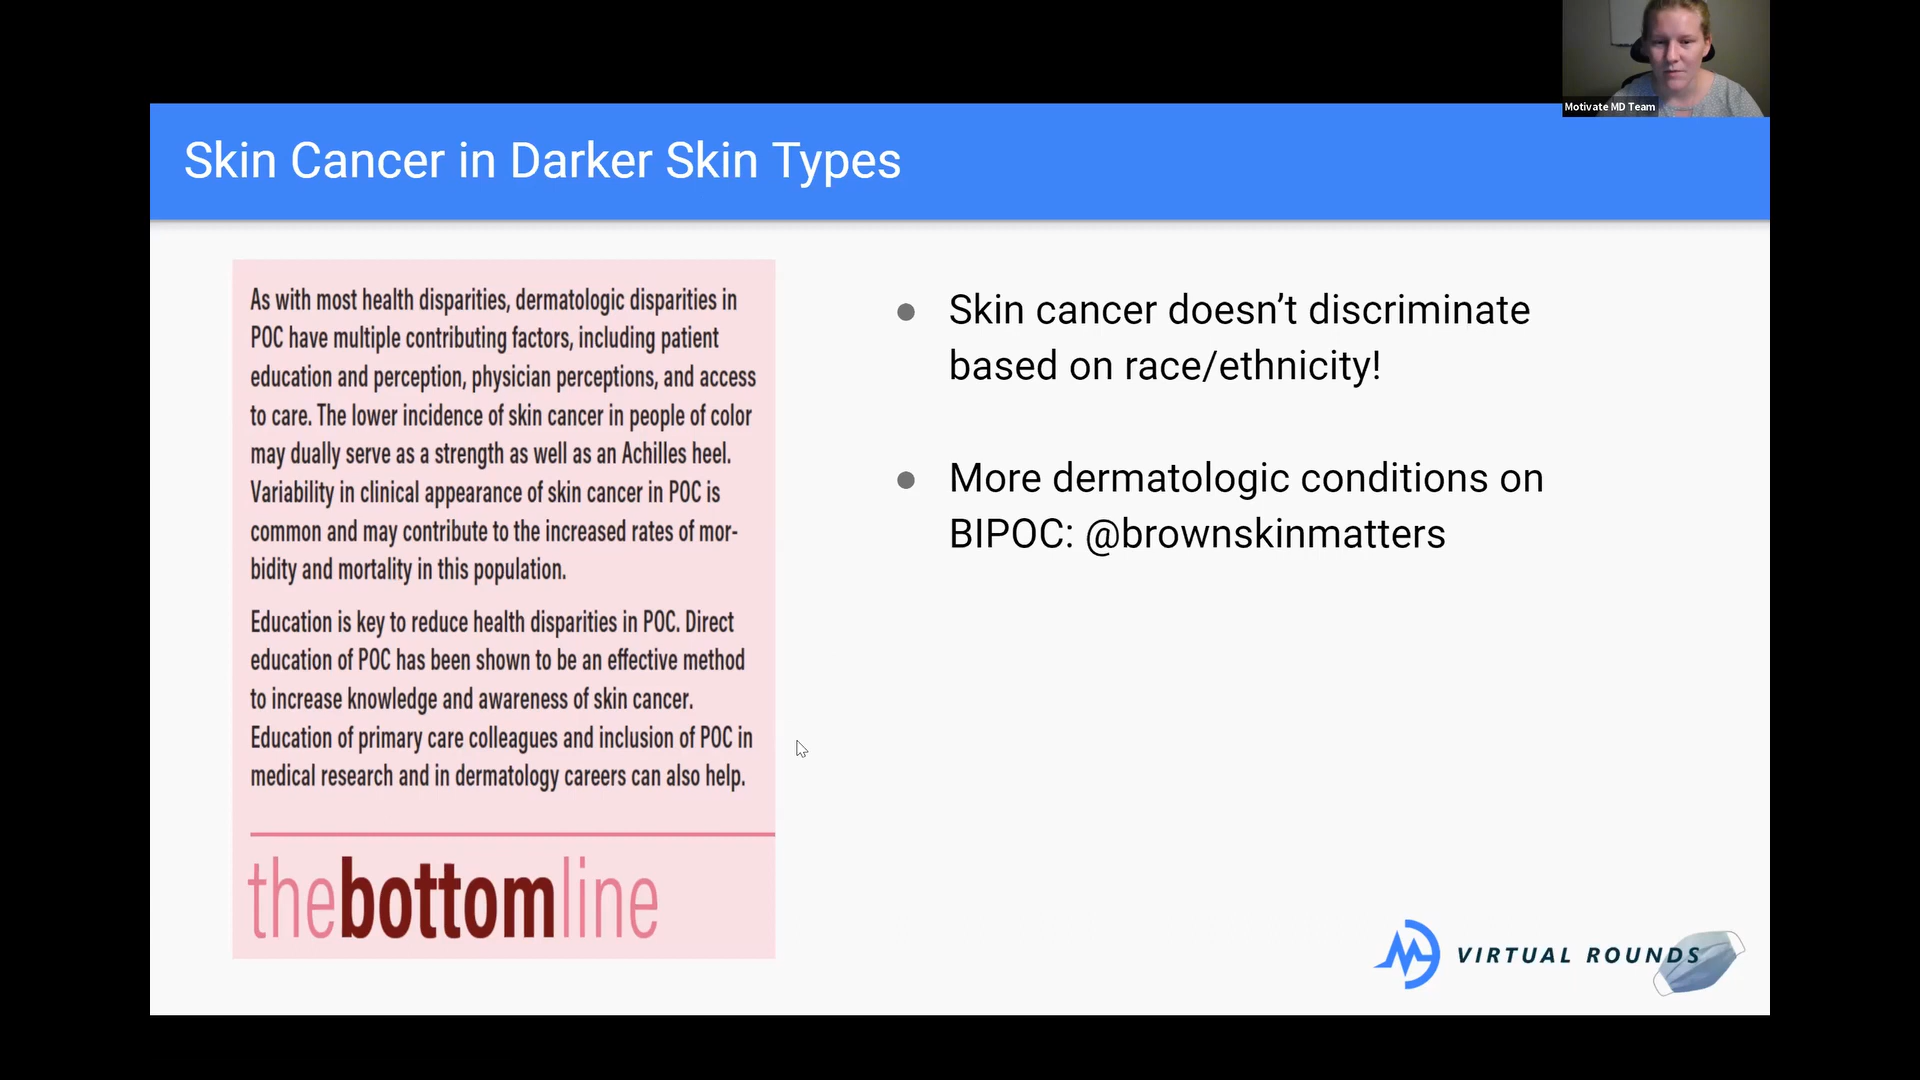 Motivate MD Team
Skin Cancer in Darker Skin Types
As with most health disparities, dermatologic disparities in
POC have multiple contributing factors, including patient
education and perception, physician perceptions, and access
to care. The lower incidence of skin cancer in people of color
may dually serve as a strength as well as an Achilles heel.
Variability in clinical appearance of skin cancer in POC is
common and may contribute to the increased rates of mor-
bidity and mortality in this population.
Education is key to reduce health disparities in POC. Direct
education of POC has been shown to be an effective method
to increase knowledge and awareness of skin cancer.
Education of primary care colleagues and inclusion of POC in
medical research and in dermatology careers can also help.
thebottomline
● Skin cancer doesn’t discriminate
based on race/ethnicity!
● More dermatologic conditions on
BIPOC: @brownskinmatters
VIRTUAL ROUNDS